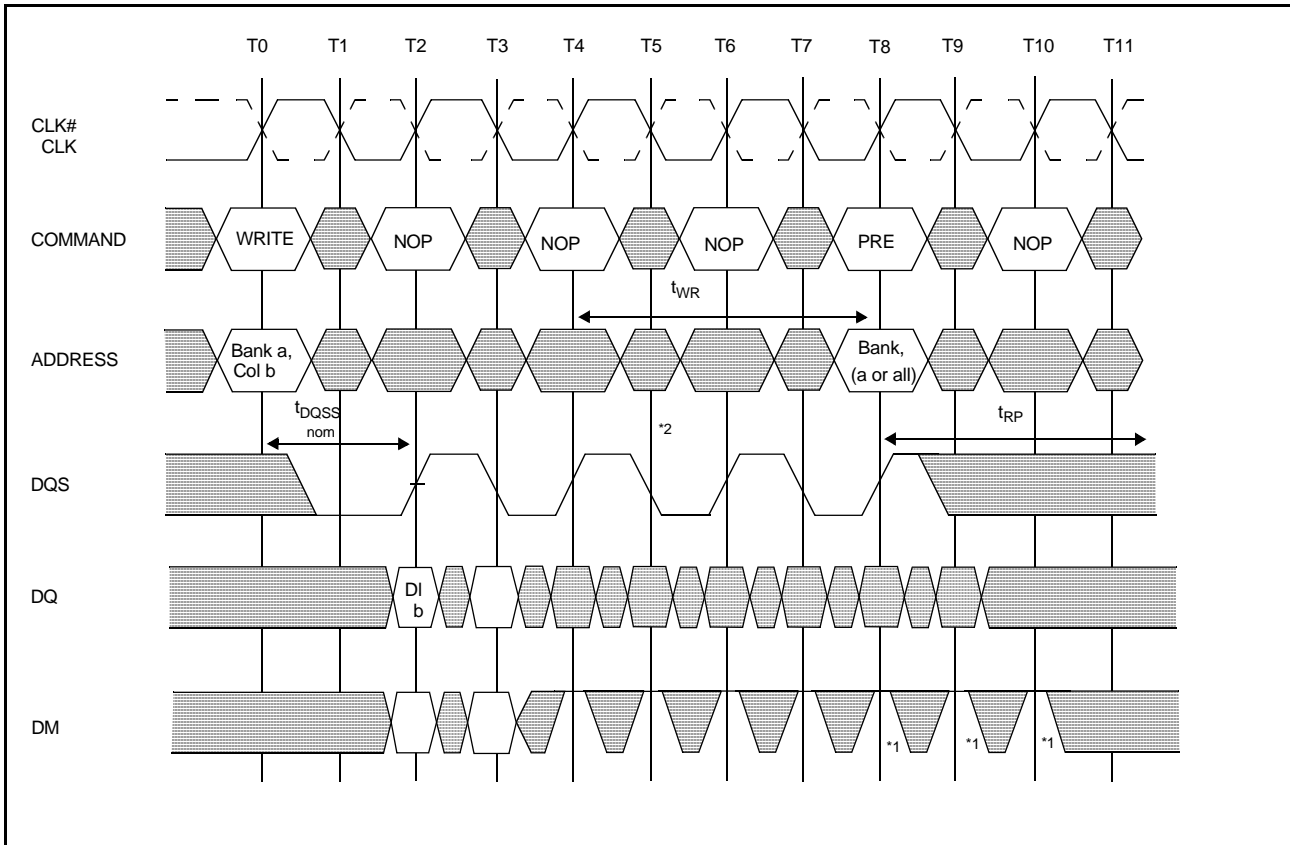 T0 T1 T2 T3 T4 T5 T6 T7 T8 T9 T10 T11
CLK#
CLK
COMMAND WRITE NOP NOP NOP PRE NOP
tWR
ADDRESS Bank a, Col b Bank, (a or all)
tDQSS nom *2 tRP
DQS
DQ DI b
DM *1 *1 *1